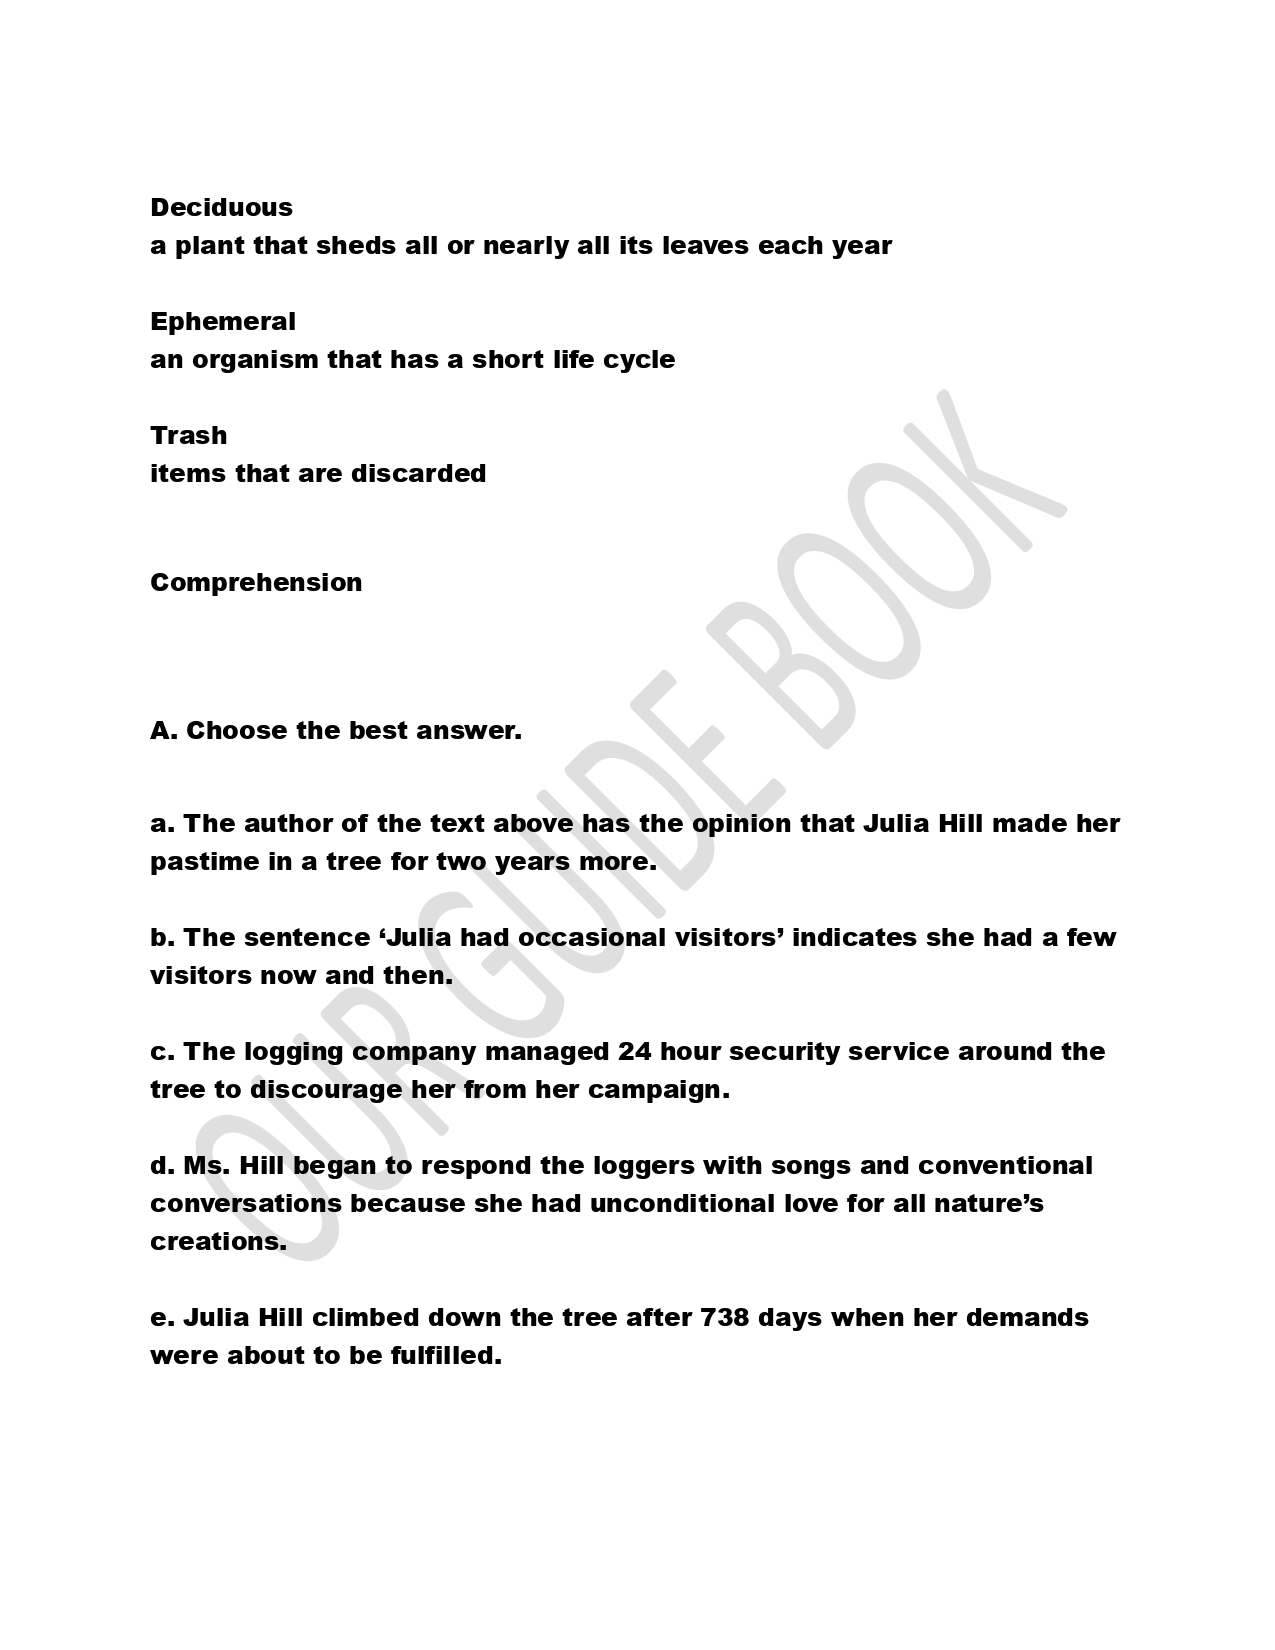 Deciduous
a plant that sheds all or nearly all its leaves each year
Ephemeral
an organism that has a short life cycle
Trash
items that are discarded
Comprehension
A. Choose the best answer.
a. The author of the text above has the opinion that Julia Hill made her
pastime in a tree for two years more.
b. The sentence ‘Julia had occasional visitors’ indicates she had a few
visitors now and then.
c. The logging company managed 24 hour security service around the
tree to discourage her from her campaign.
d. Ms. Hill began to respond the loggers with songs and conventional
conversations because she had unconditional love for all nature’s
creations.
e. Julia Hill climbed down the tree after 738 days when her demands
were about to be fulfilled.
OUR GUIDE BOOK